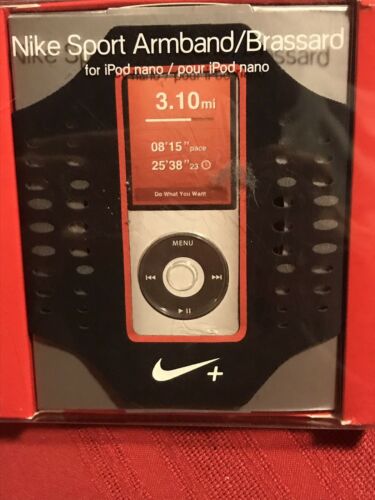 Nike Sport Armband/Brassard
for iPod nano / pour iPod nano
3.10mi
08'15" pace
25'38"23
Do What You Want
MENU
+